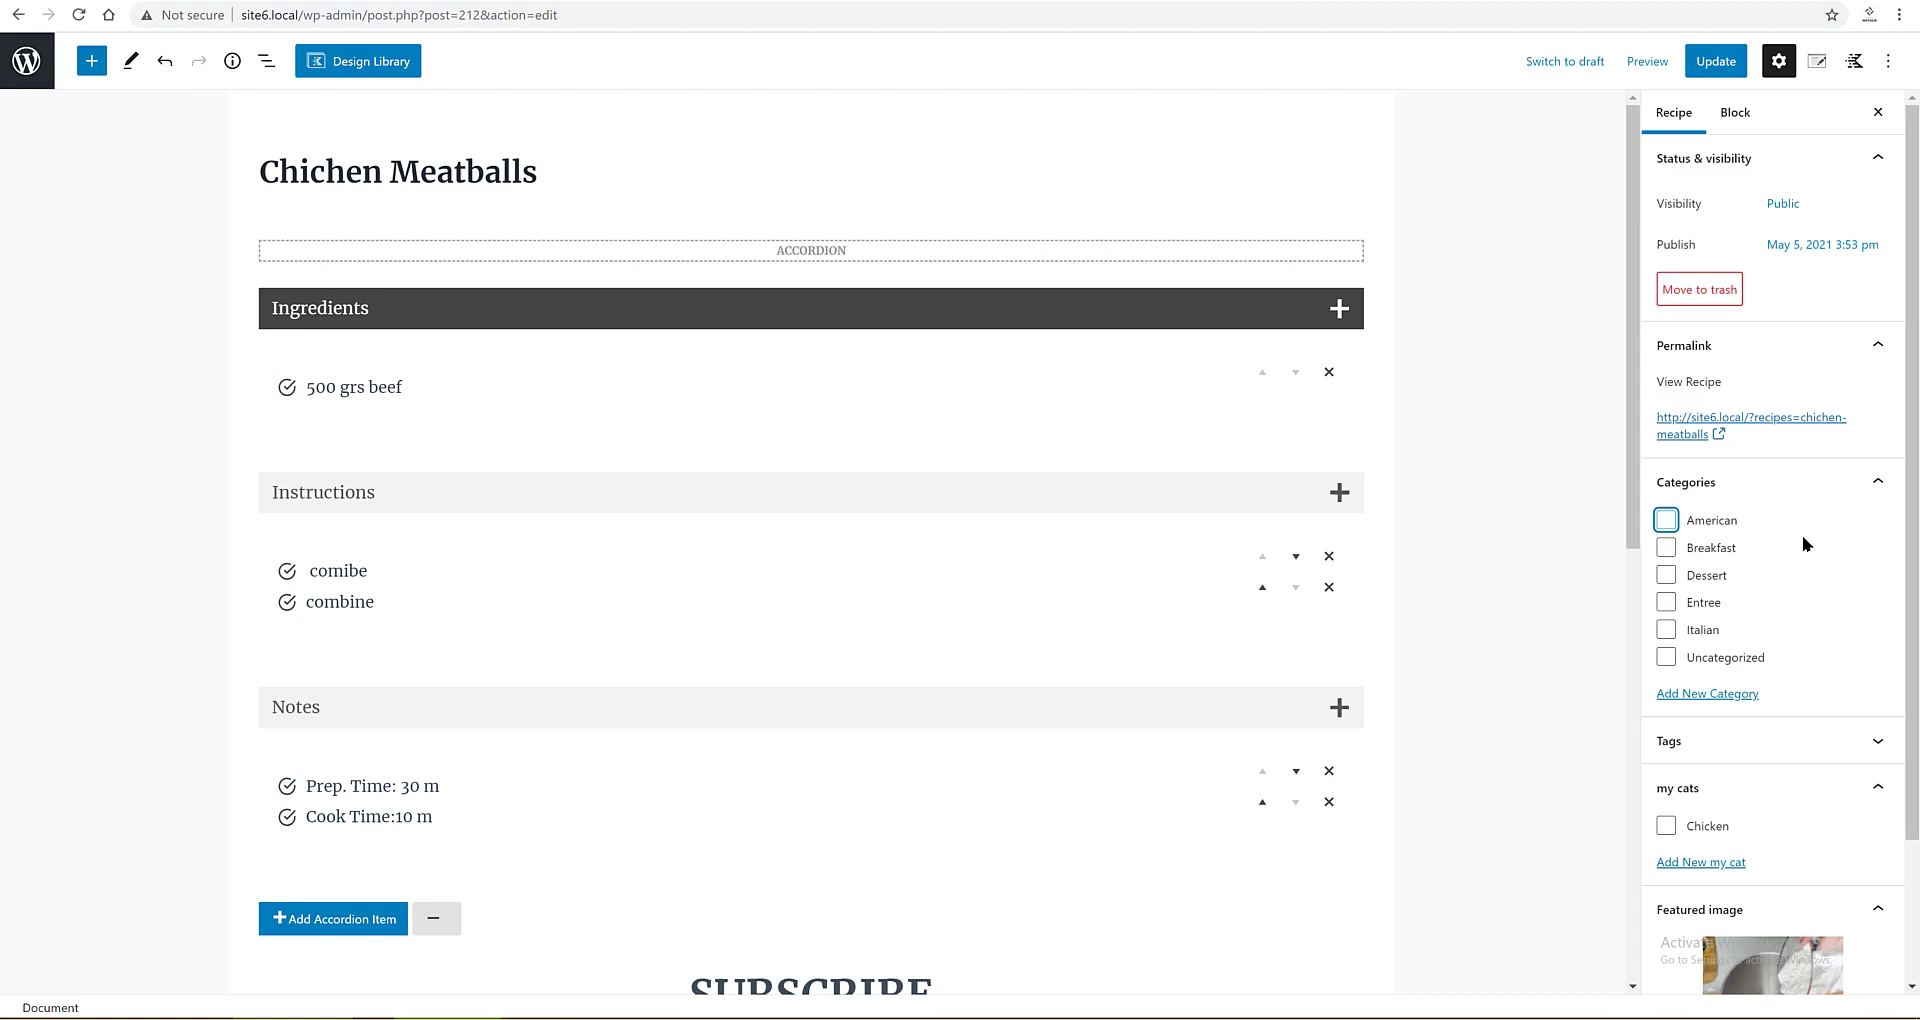 Not secure site6.local/wp-admin/post.php?post=212&action=edit
Design Library Switch to draft Preview Update
Recipe Block
Chichen Meatballs
ACCORDION
Ingredients
500 grs beef
Instructions
comibe
combine
Notes
Prep. Time: 30 m
Cook Time:10 m
Add Accordion Item
SUBSCRIBE
Status & visibility
Visibility Public
Publish May 5, 2021 3:53 pm
Move to trash
Permalink
View Recipe
http://site6.local/?recipes=chichen-
meatballs
Categories
American
Breakfast
Dessert
Entree
Italian
Uncategorized
Add New Category
Tags
my cats
Chicken
Add New my cat
Featured image
Document